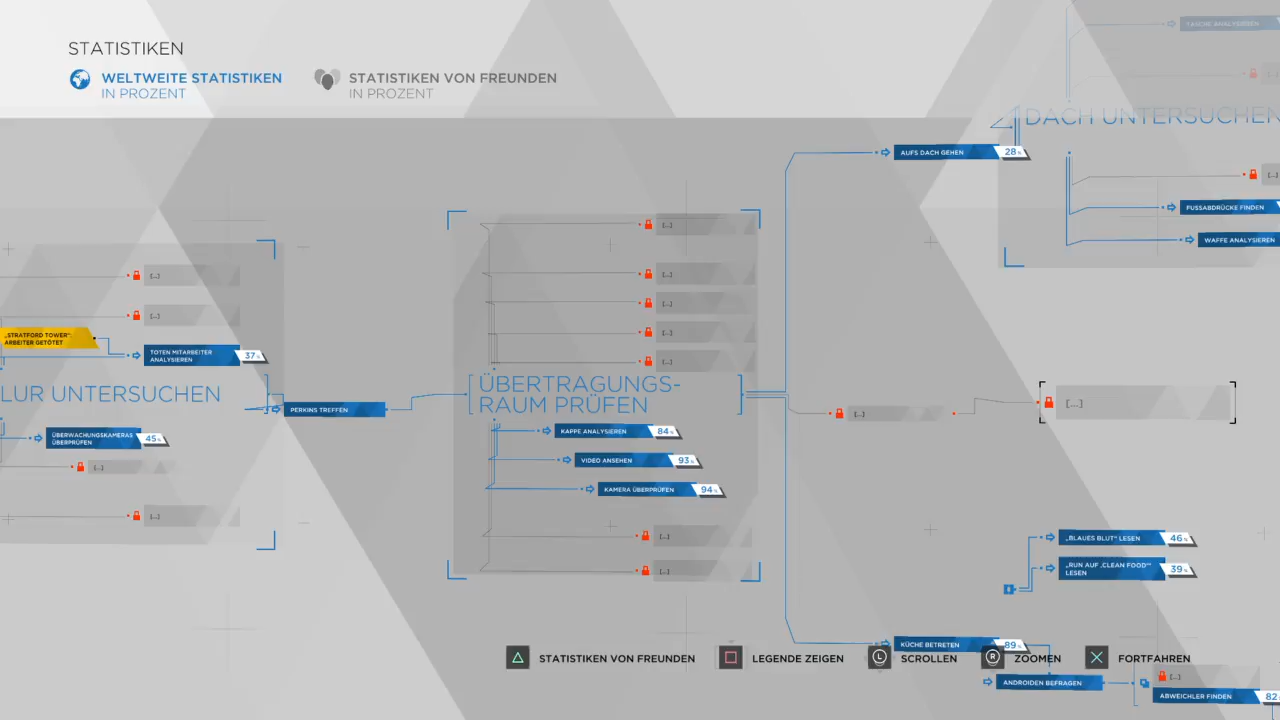 STATISTIKEN
WELTWEITE STATISTIKEN
IN PROZENT
STATISTIKEN VON FREUNDEN
IN PROZENT
TASCHE ANALYSIEREN
[...]
DACH UNTERSUCHEN
AUFS DACH GEHEN 28%
[...]
FUSSABDRÜCKE FINDEN
WAFFE ANALYSIEREN
[...]
[...]
„STRATFORD TOWER“:
ARBEITER GETÖTET
TOTEN MITARBEITER
ANALYSIEREN 37%
LUR UNTERSUCHEN
PERKINS TREFFEN
ÜBERWACHUNGSKAMERAS
ÜBERPRÜFEN 45%
[...]
[...]
[...]
[...]
[...]
[...]
[...]
ÜBERTRAGUNGS-
RAUM PRÜFEN
KAPPE ANALYSIEREN 84%
VIDEO ANSEHEN 93%
KAMERA ÜBERPRÜFEN 94%
[...]
[...]
[...]
[...]
„BLAUES BLUT“ LESEN 46%
„RUN AUF ‚CLEAN FOOD‘“
LESEN 39%
KÜCHE BETRETEN 89%
ANDROIDEN BEFRAGEN
[...]
ABWEICHLER FINDEN 82
STATISTIKEN VON FREUNDEN
LEGENDE ZEIGEN
L SCROLLEN
R ZOOMEN
FORTFAHREN